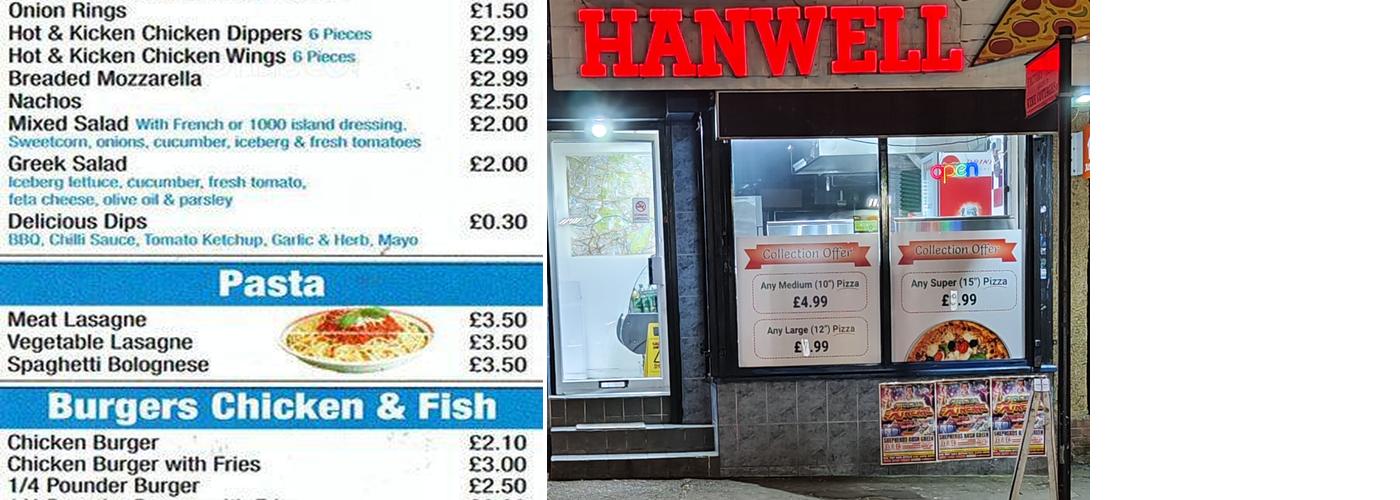 Onion Rings £1.50
Hot & Kicken Chicken Dippers 6 Pieces £2.99
Hot & Kicken Chicken Wings 6 Pieces £2.99
Breaded Mozzarella £2.99
Nachos £2.50
Mixed Salad With French or 1000 island dressing. £2.00
Sweetcorn, onions, cucumber, iceberg & fresh tomatoes
Greek Salad £2.00
Iceberg lettuce, cucumber, fresh tomato,
feta cheese, olive oil & parsley
Delicious Dips £0.30
BBQ, Chilli Sauce, Tomato Ketchup, Garlic & Herb, Mayo
Pasta
Meat Lasagne £3.50
Vegetable Lasagne £3.50
Spaghetti Bolognese £3.50
Burgers Chicken & Fish
Chicken Burger £2.10
Chicken Burger with Fries £3.00
1/4 Pounder Burger £2.50
HANWELL
open
Collection Offer
Any Medium (10") Pizza
£4.99
Any Large (12") Pizza
Collection Offer
Any Super (15") Pizza
SHEPHERDS BUSH GREEN
SHEPHERDS BUSH GREEN